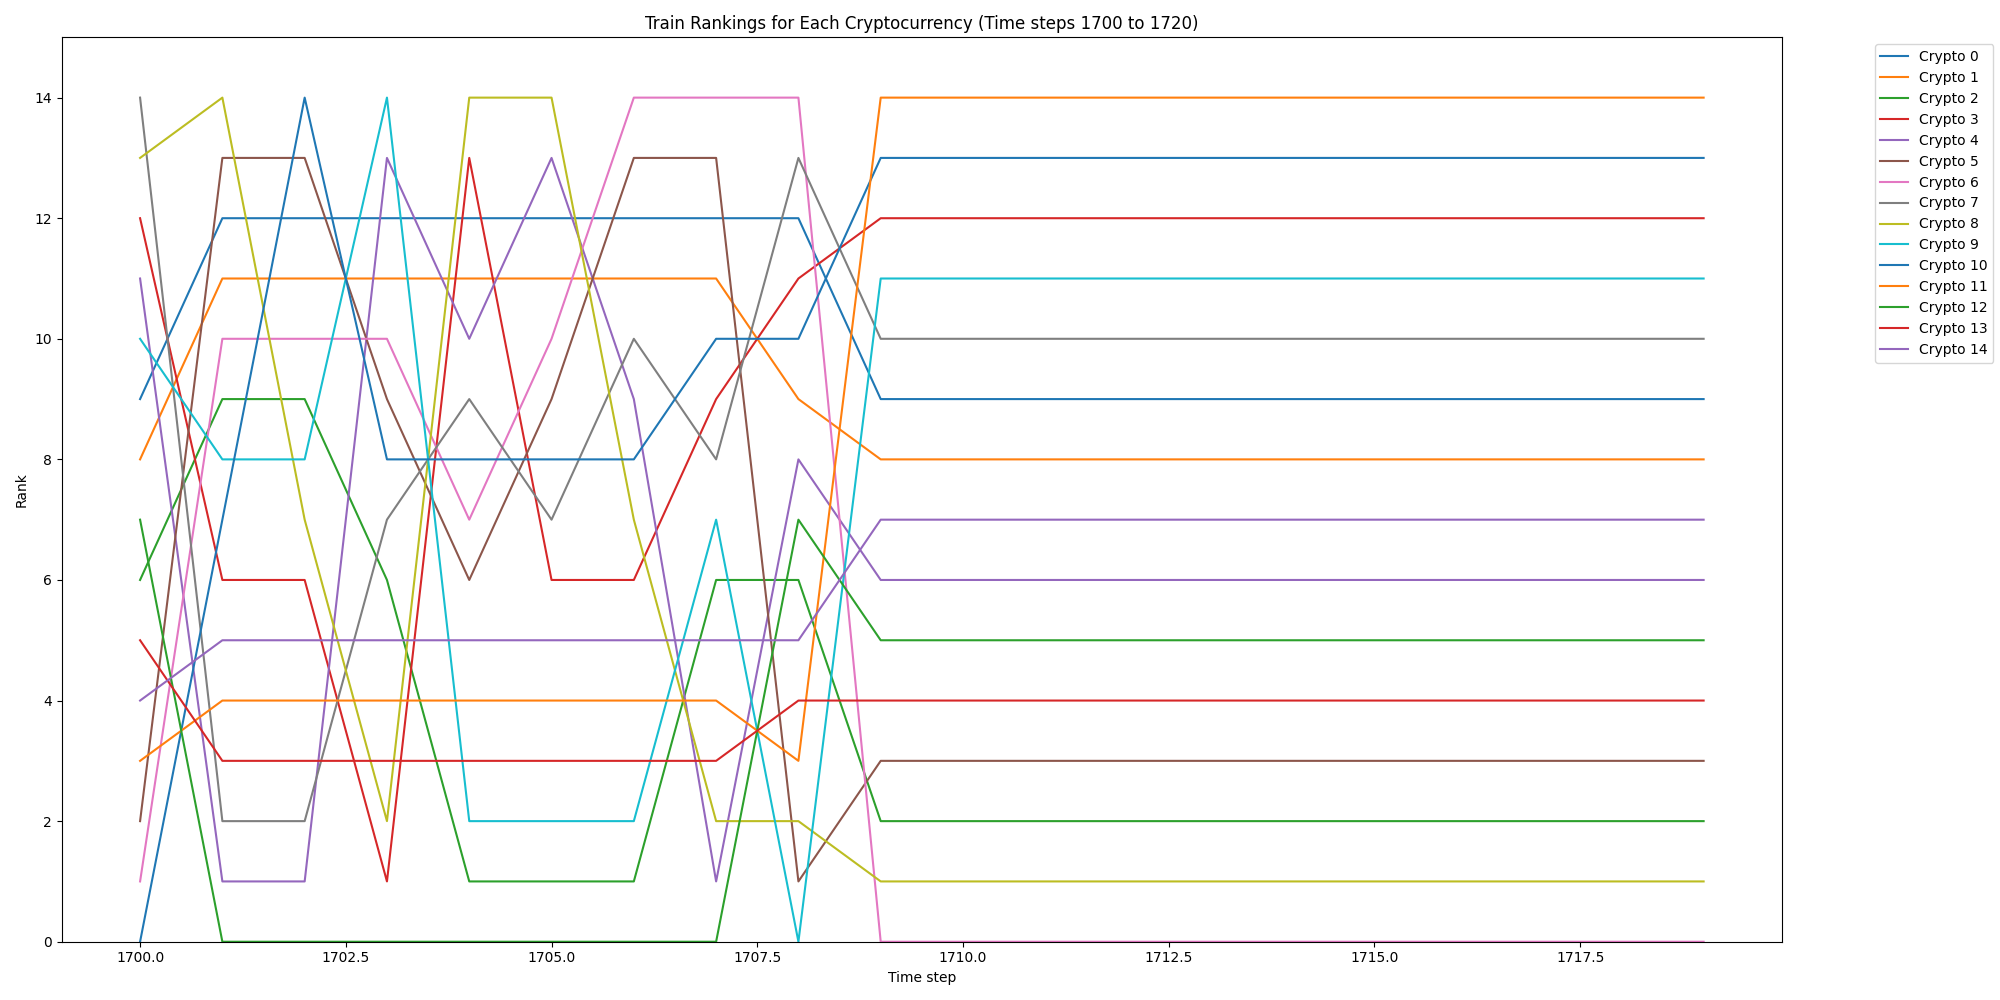 Train Rankings for Each Cryptocurrency (Time steps 1700 to 1720)
Crypto 0
Crypto 1
Crypto 2
Crypto 3
Crypto 4
Crypto 5
Crypto 6
Crypto 7
Crypto 8
Crypto 9
Crypto 10
Crypto 11
Crypto 12
Crypto 13
Crypto 14
Rank
14
12
10
8
6
4
2
0
1700.0 1702.5 1705.0 1707.5 1710.0 1712.5 1715.0 1717.5
Time step